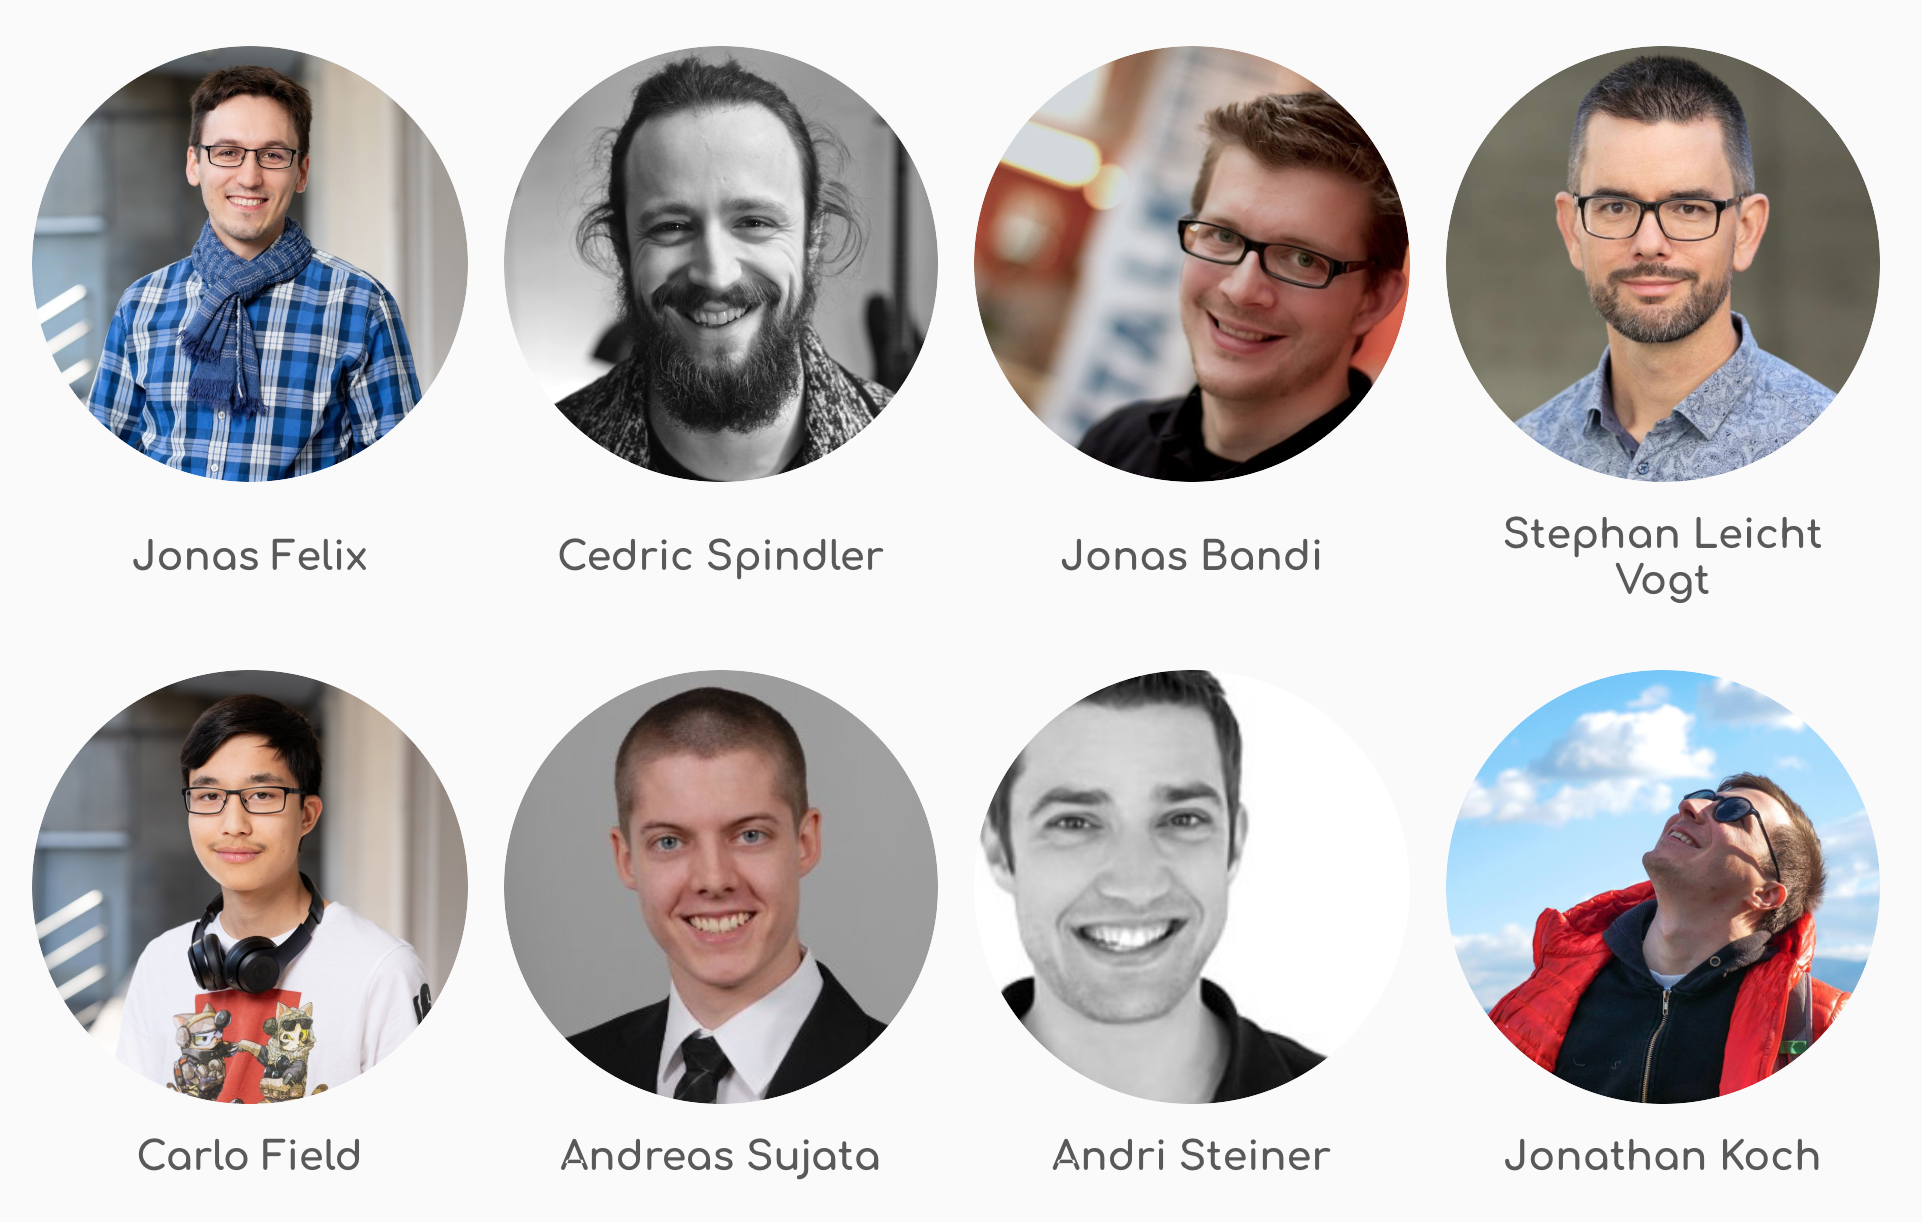 Jonas Felix
Cedric Spindler
Jonas Bandi
Stephan Leicht
Vogt
Carlo Field
Andreas Sujata
Andri Steiner
Jonathan Koch